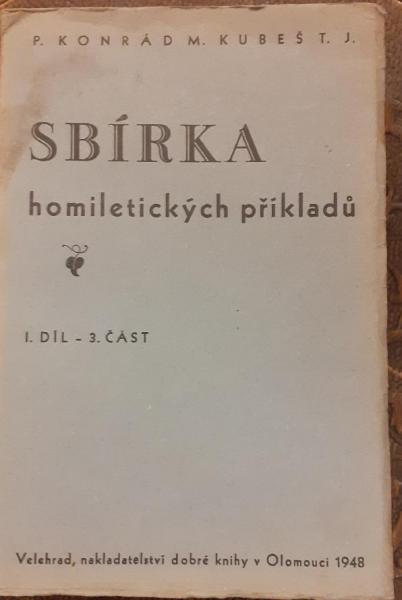 P. KONRÁD M. KUBEŠ T. J.
SBÍRKA
homiletických příkladů
I. DÍL – 3. ČÁST
Velehrad, nakladatelství dobré knihy v Olomouci 1948